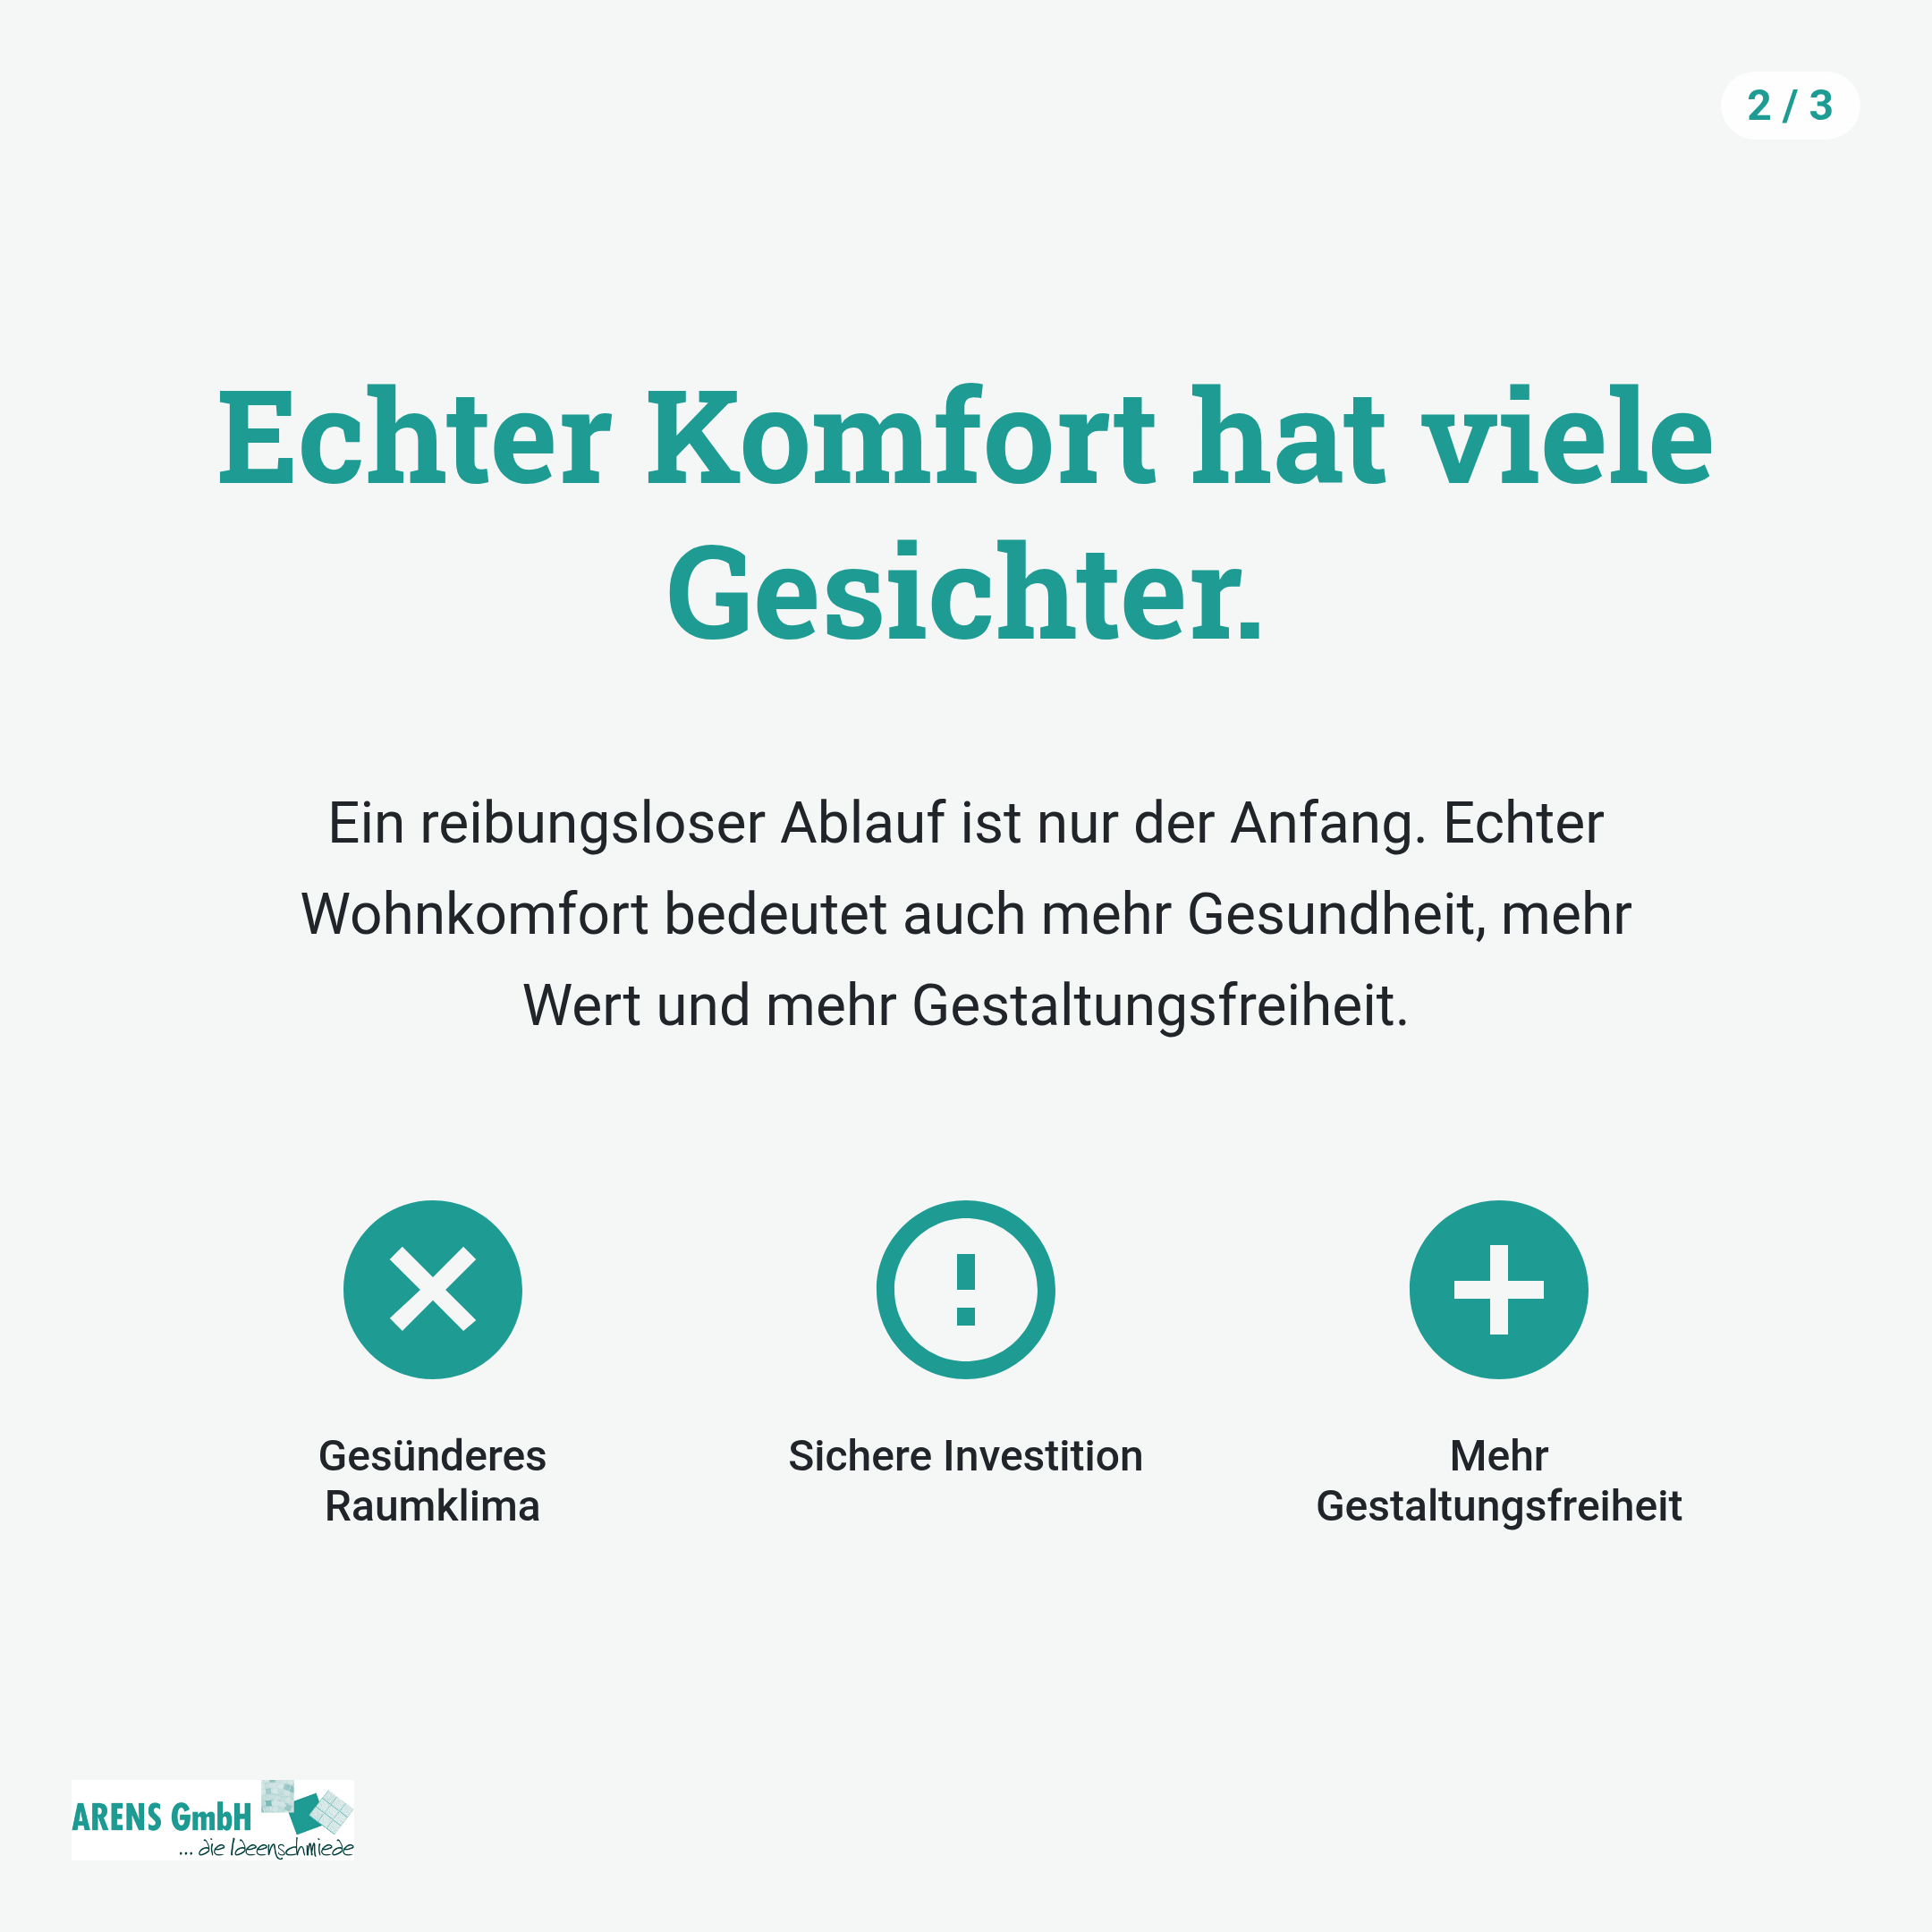 2 / 3
Echter Komfort hat viele
Gesichter.
Ein reibungsloser Ablauf ist nur der Anfang. Echter
Wohnkomfort bedeutet auch mehr Gesundheit, mehr
Wert und mehr Gestaltungsfreiheit.
Gesünderes
Raumklima
Sichere Investition
Mehr
Gestaltungsfreiheit
ARENS GmbH
... die Ideenschmiede